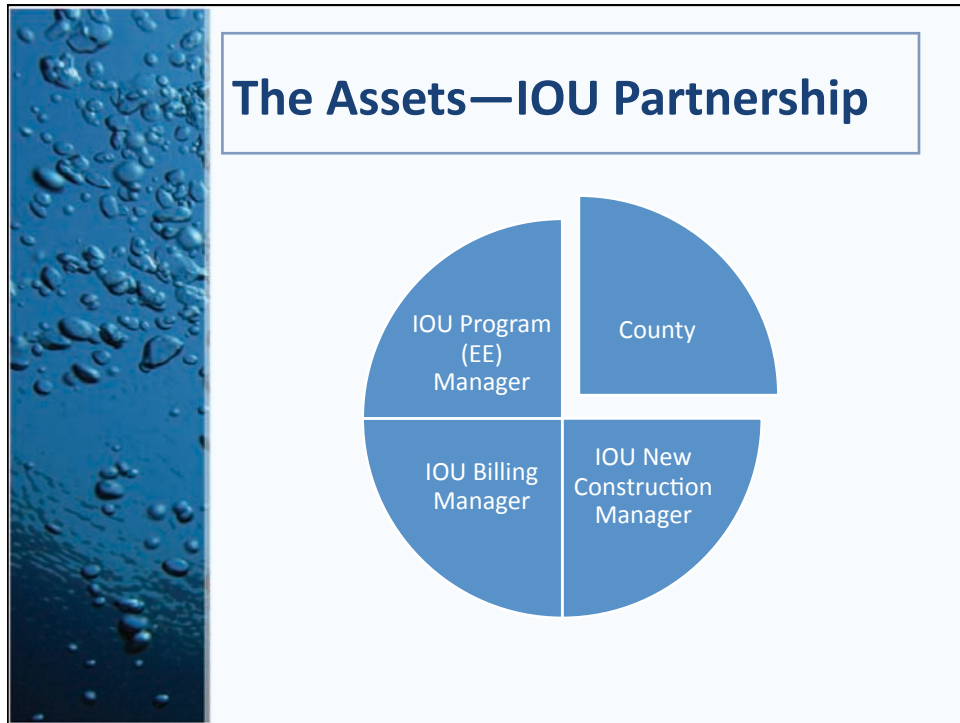 The Assets—IOU Partnership
IOU Program
(EE)
Manager
County
IOU Billing
Manager
IOU New
Construction
Manager